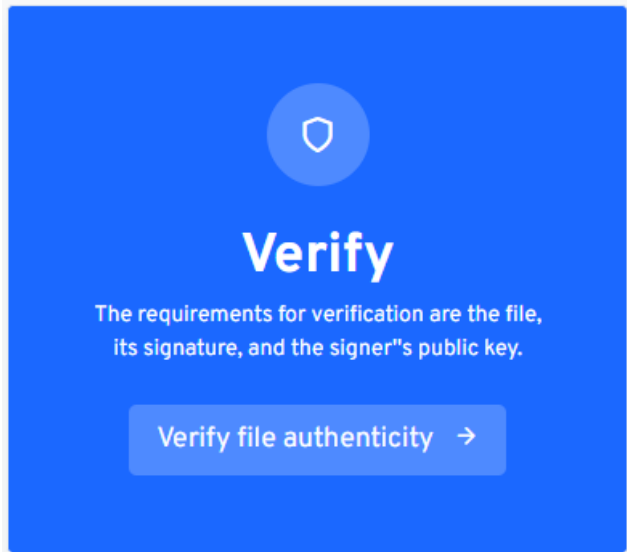 Verify
The requirements for verification are the file,
its signature, and the signer"s public key.
Verify file authenticity →